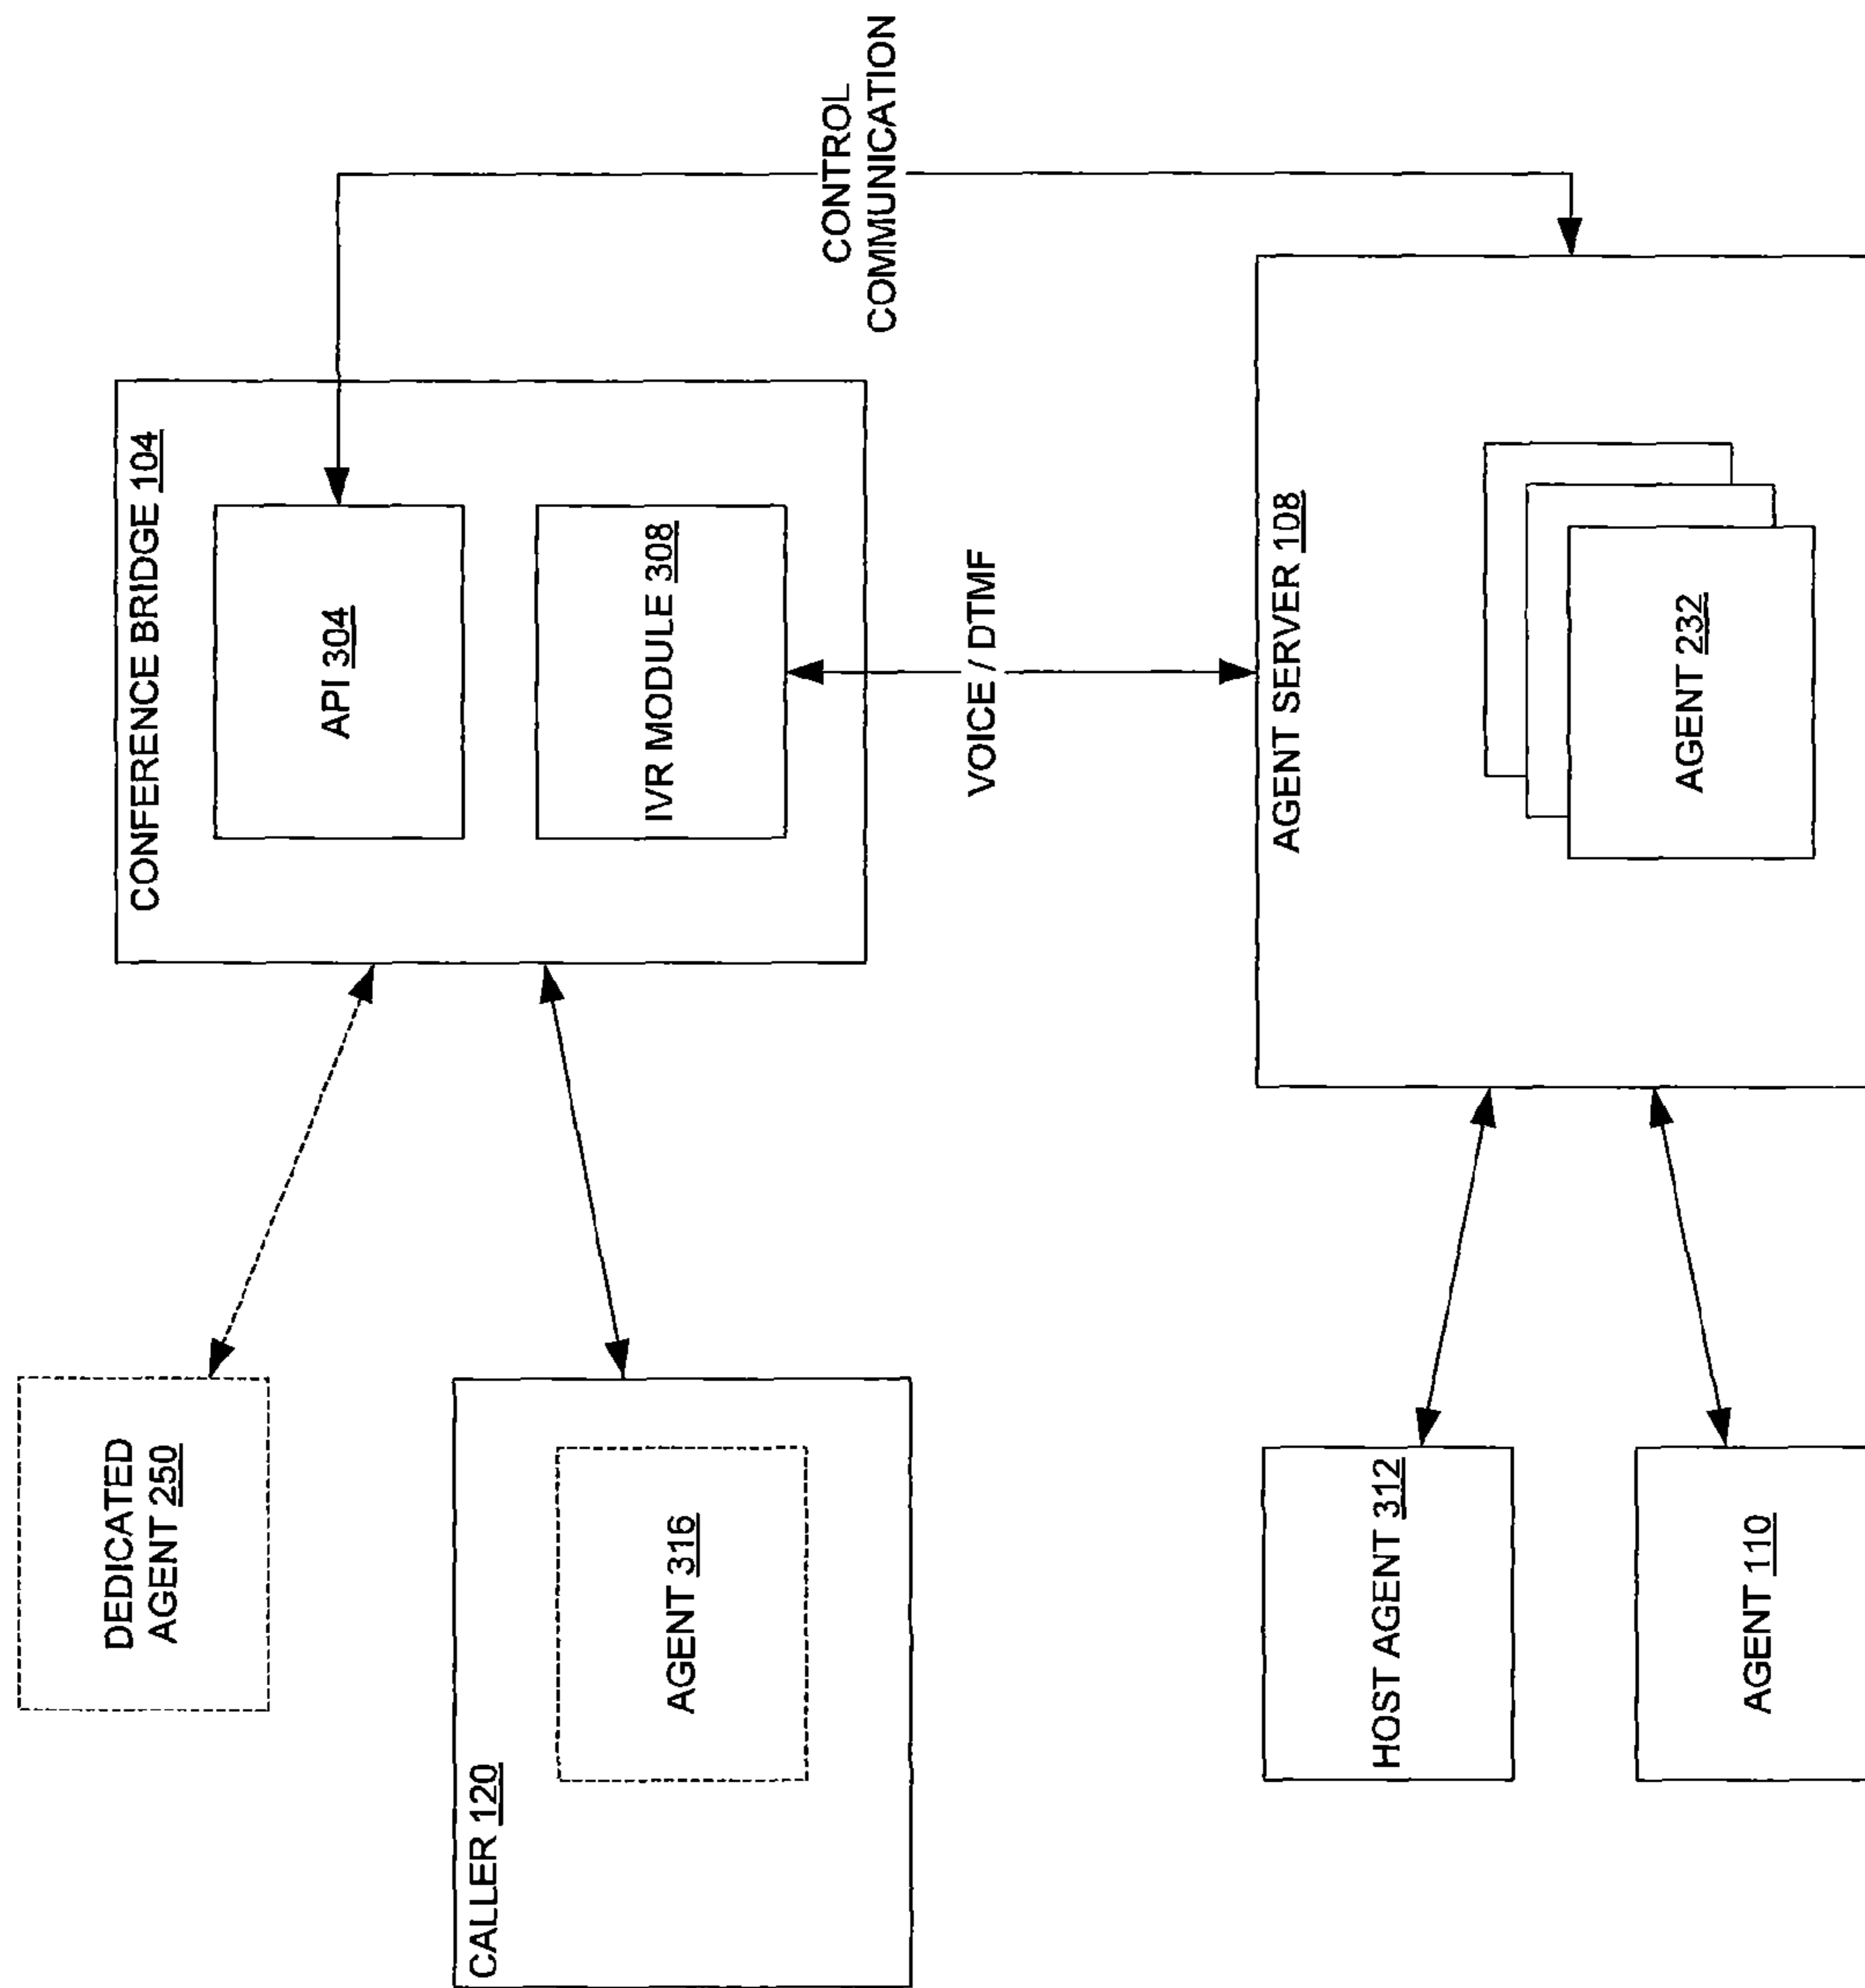 DEDICATED
AGENT 250
CALLER 120
AGENT 316
CONFERENCE BRIDGE 104
API 304
IVR MODULE 308
CONTROL
COMMUNICATION
VOICE / DTMF
HOST AGENT 312
AGENT 110
AGENT SERVER 108
AGENT 232